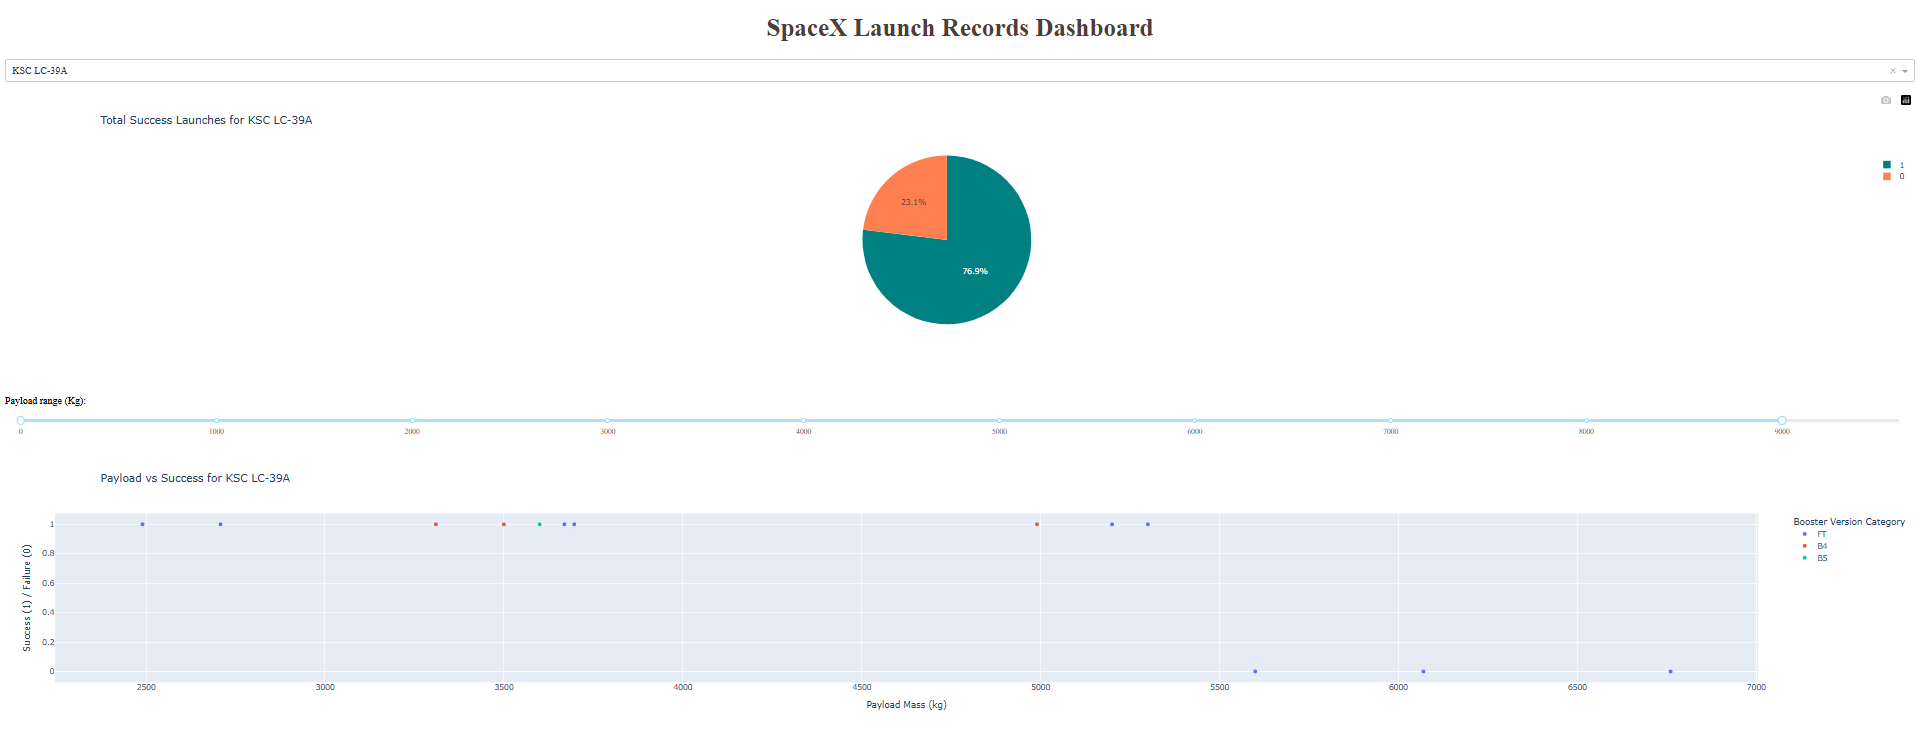 SpaceX Launch Records Dashboard
KSC LC-39A
× 
Total Success Launches for KSC LC-39A
1
0
23.1%
76.9%
Payload range (Kg):
0 1000 2000 3000 4000 5000 6000 7000 8000 9000
Payload vs Success for KSC LC-39A
Booster Version Category
FT
B4
B5
Success (1) / Failure (0)
1
0.8
0.6
0.4
0.2
0
2500 3000 3500 4000 4500 5000 5500 6000 6500 7000
Payload Mass (kg)